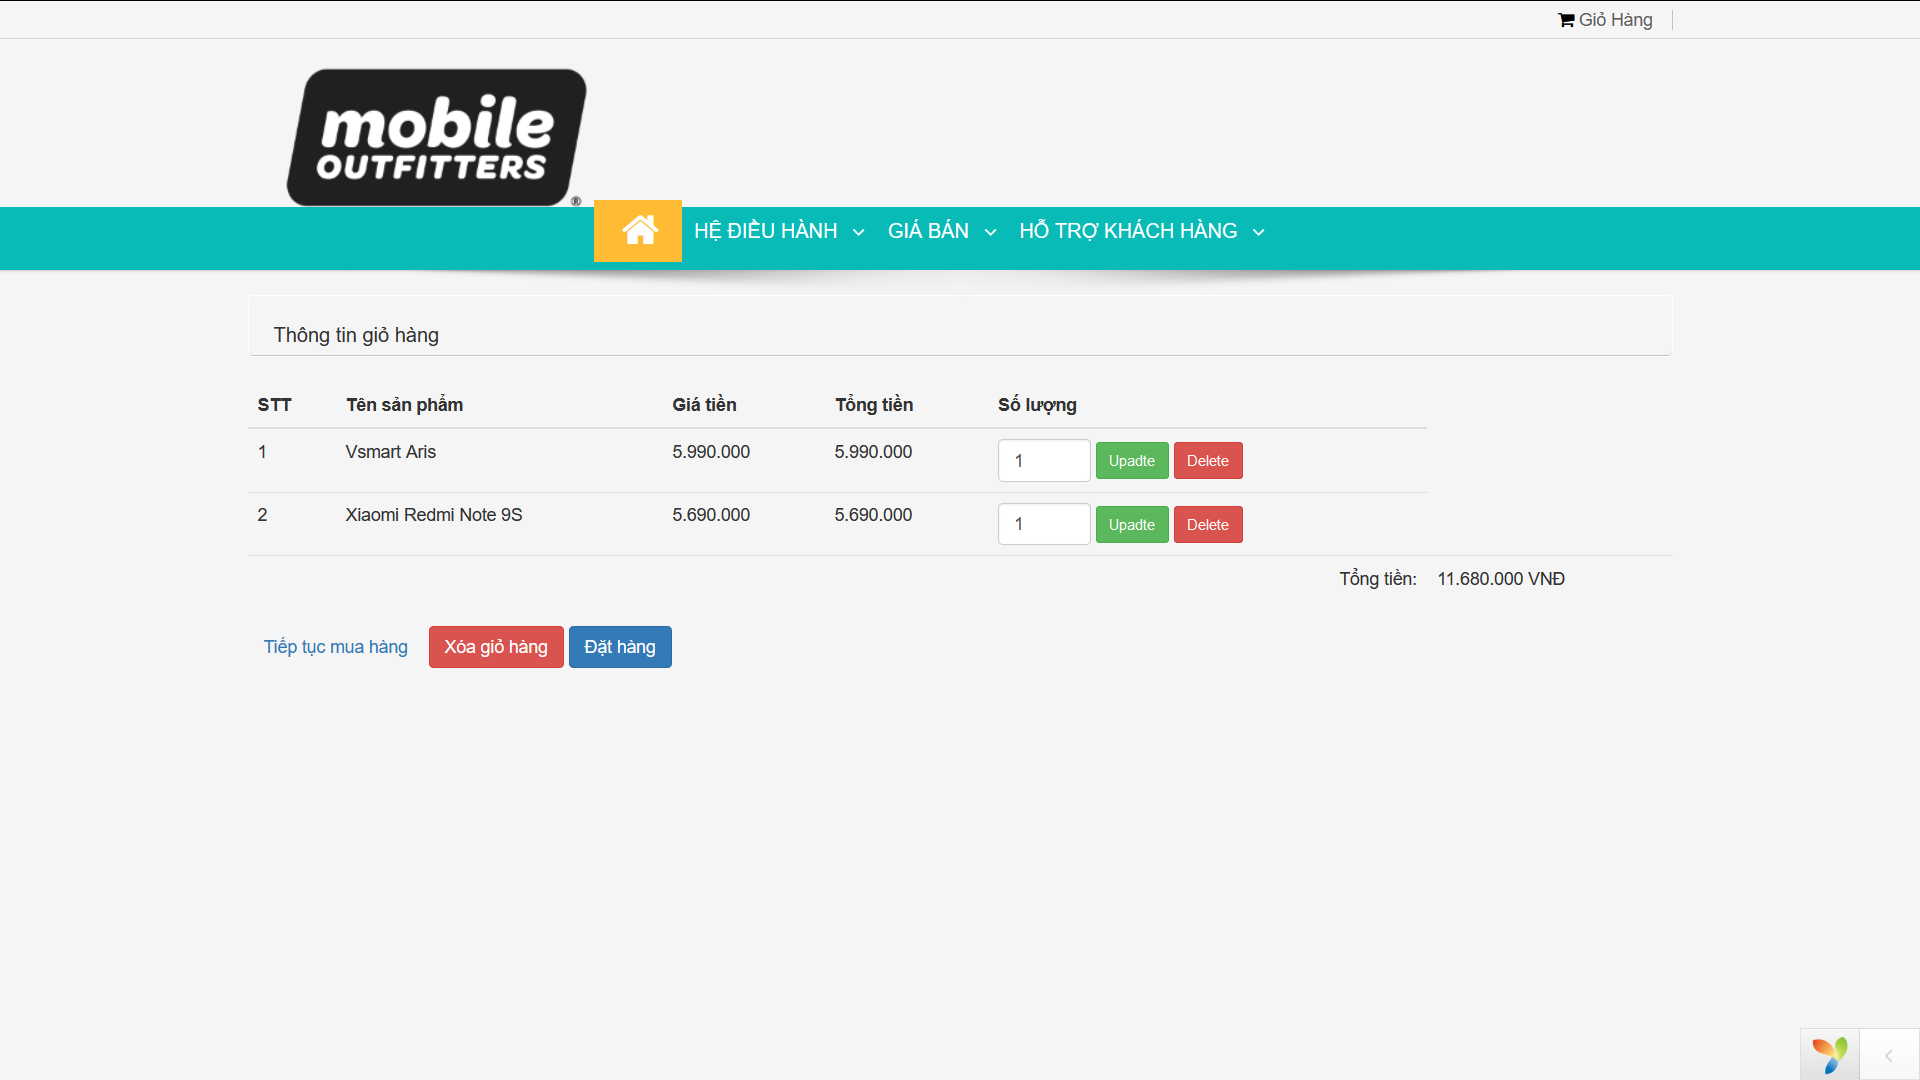 Giỏ Hàng
mobile
OUTFITTERS
®
HỆ ĐIỀU HÀNH GIÁ BÁN HỖ TRỢ KHÁCH HÀNG
Thông tin giỏ hàng
STT Tên sản phẩm Giá tiền Tổng tiền Số lượng
1 Vsmart Aris 5.990.000 5.990.000 1 Upadte Delete
2 Xiaomi Redmi Note 9S 5.690.000 5.690.000 1 Upadte Delete
Tổng tiền: 11.680.000 VNĐ
Tiếp tục mua hàng Xóa giỏ hàng Đặt hàng